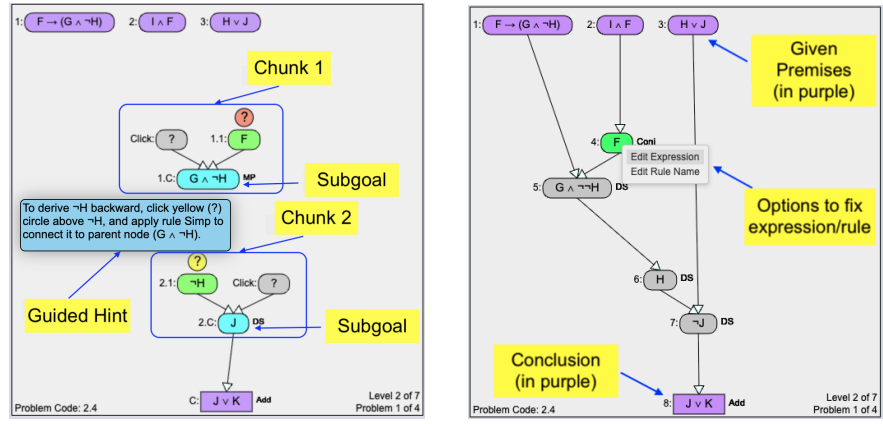 1: F → (G ∧ ¬H) 2: I ∧ F 3: H ∨ J
Chunk 1
?
Click: ? 1.1: F
1.C: G ∧ ¬H MP
Subgoal
To derive ¬H backward, click yellow (?)
circle above ¬H, and apply rule Simp to
connect it to parent node (G ∧ ¬H).
Chunk 2
?
2.1: ¬H Click: ?
Guided Hint
2.C: J DS
Subgoal
C: J ∨ K Add
Level 2 of 7
Problem Code: 2.4 Problem 1 of 4
1: F → (G ∧ ¬H) 2: I ∧ F 3: H ∨ J
Given
Premises
(in purple)
4: F Conj
Edit Expression
Edit Rule Name
5: G ∧ ¬¬H DS
Options to fix
expression/rule
6: H DS
7: ¬J DS
Conclusion
(in purple)
8: J ∨ K Add
Level 2 of 7
Problem Code: 2.4 Problem 1 of 4